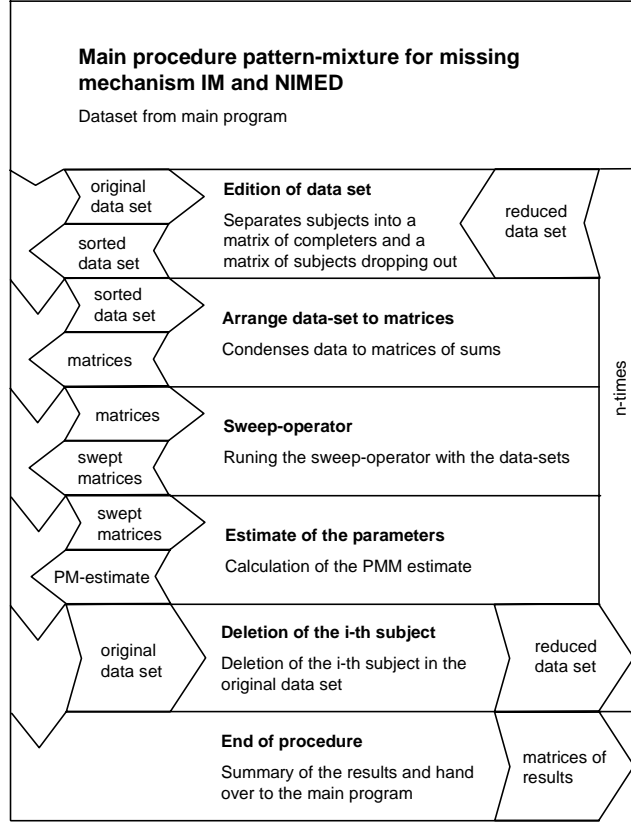 Main procedure pattern-mixture for missing
mechanism IM and NIMED
Dataset from main program
original
data set
Edition of data set
Separates subjects into a
matrix of completers and a
matrix of subjects dropping out
reduced
data set
sorted
data set
sorted
data set
Arrange data-set to matrices
Condenses data to matrices of sums
matrices
n-times
matrices
Sweep-operator
Runing the sweep-operator with the data-sets
swept
matrices
swept
matrices
Estimate of the parameters
Calculation of the PMM estimate
PM-estimate
original
data set
Deletion of the i-th subject
Deletion of the i-th subject in the
original data set
reduced
data set
End of procedure
Summary of the results and hand
over to the main program
matrices of
results